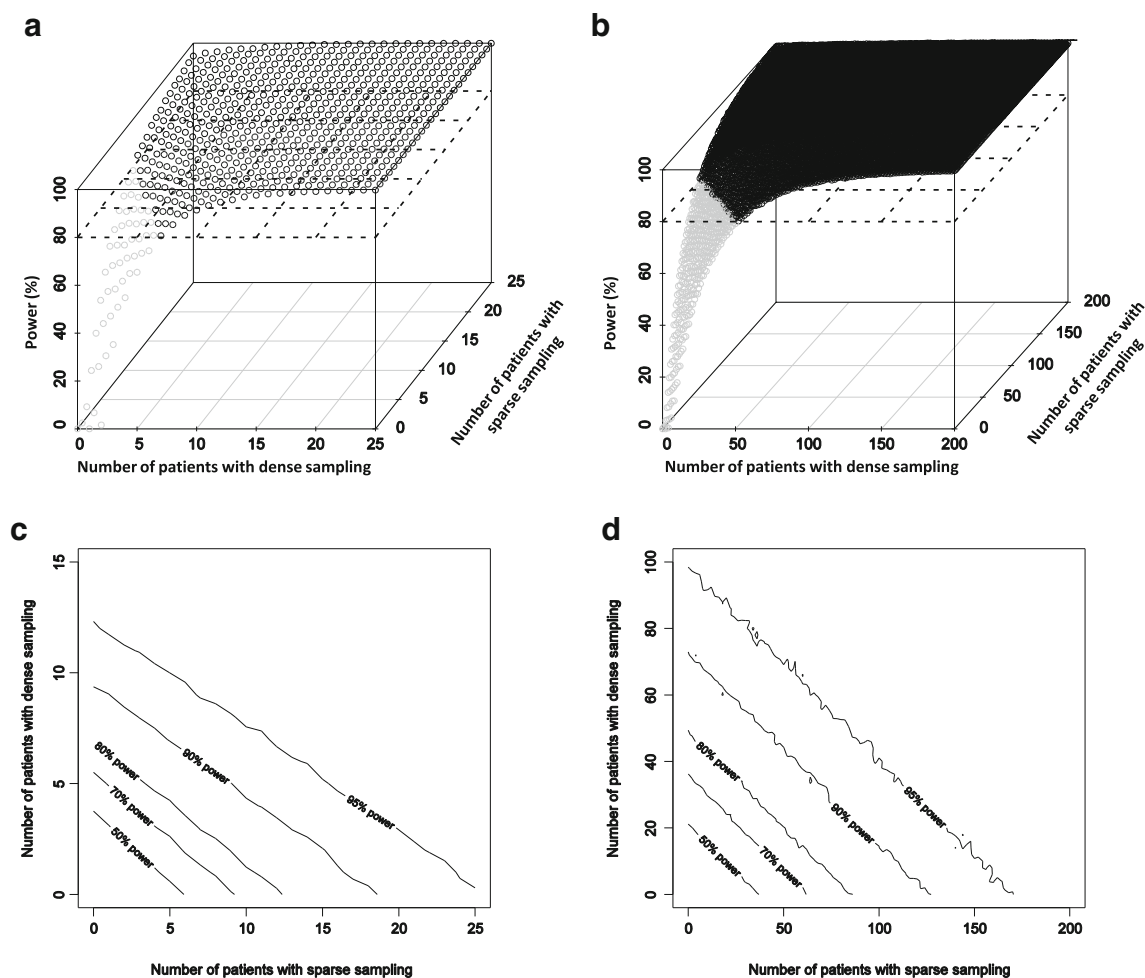 a
100
80
60
40
20
0
Power (%)
0
5
10
15
20
25
Number of patients with dense sampling
0
5
10
15
20
25
Number of patients with
sparse sampling
b
100
80
60
40
20
0
Power (%)
0
50
100
150
200
Number of patients with dense sampling
0
50
100
150
200
Number of patients with
sparse sampling
c
15
10
5
0
Number of patients with dense sampling
50% power
70% power
80% power
90% power
95% power
0
5
10
15
20
25
Number of patients with sparse sampling
d
100
80
60
40
20
0
Number of patients with dense sampling
50% power
70% power
80% power
90% power
95% power
0
50
100
150
200
Number of patients with sparse sampling